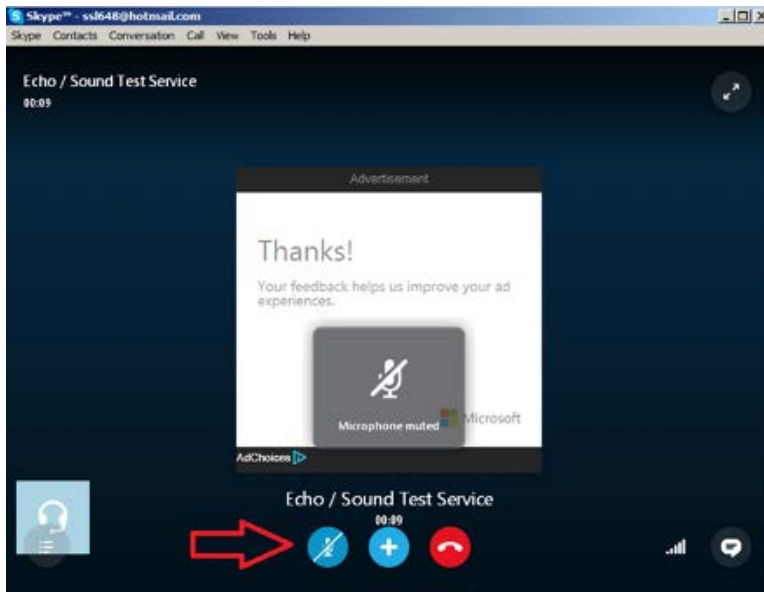 Skype™ - ssl648@hotmail.com
Skype Contacts Conversation Call View Tools Help
Echo / Sound Test Service
00:09
Advertisement
Thanks!
Your feedback helps us improve your ad
experiences.
Microphone muted
Microsoft
AdChoices
Echo / Sound Test Service
00:09